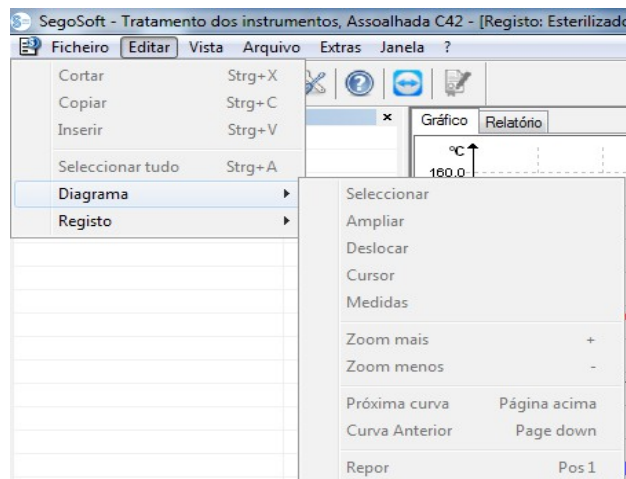 SegoSoft - Tratamento dos instrumentos, Assoalhada C42 - [Registo: Esterilizado
Ficheiro Editar Vista Arquivo Extras Janela ?
Cortar Strg+X
Copiar Strg+C
Inserir Strg+V
Seleccionar tudo Strg+A
Diagrama
Registo
Gráfico Relatório
°C
160.0
Seleccionar
Ampliar
Deslocar
Cursor
Medidas
Zoom mais +
Zoom menos -
Próxima curva Página acima
Curva Anterior Page down
Repor Pos 1